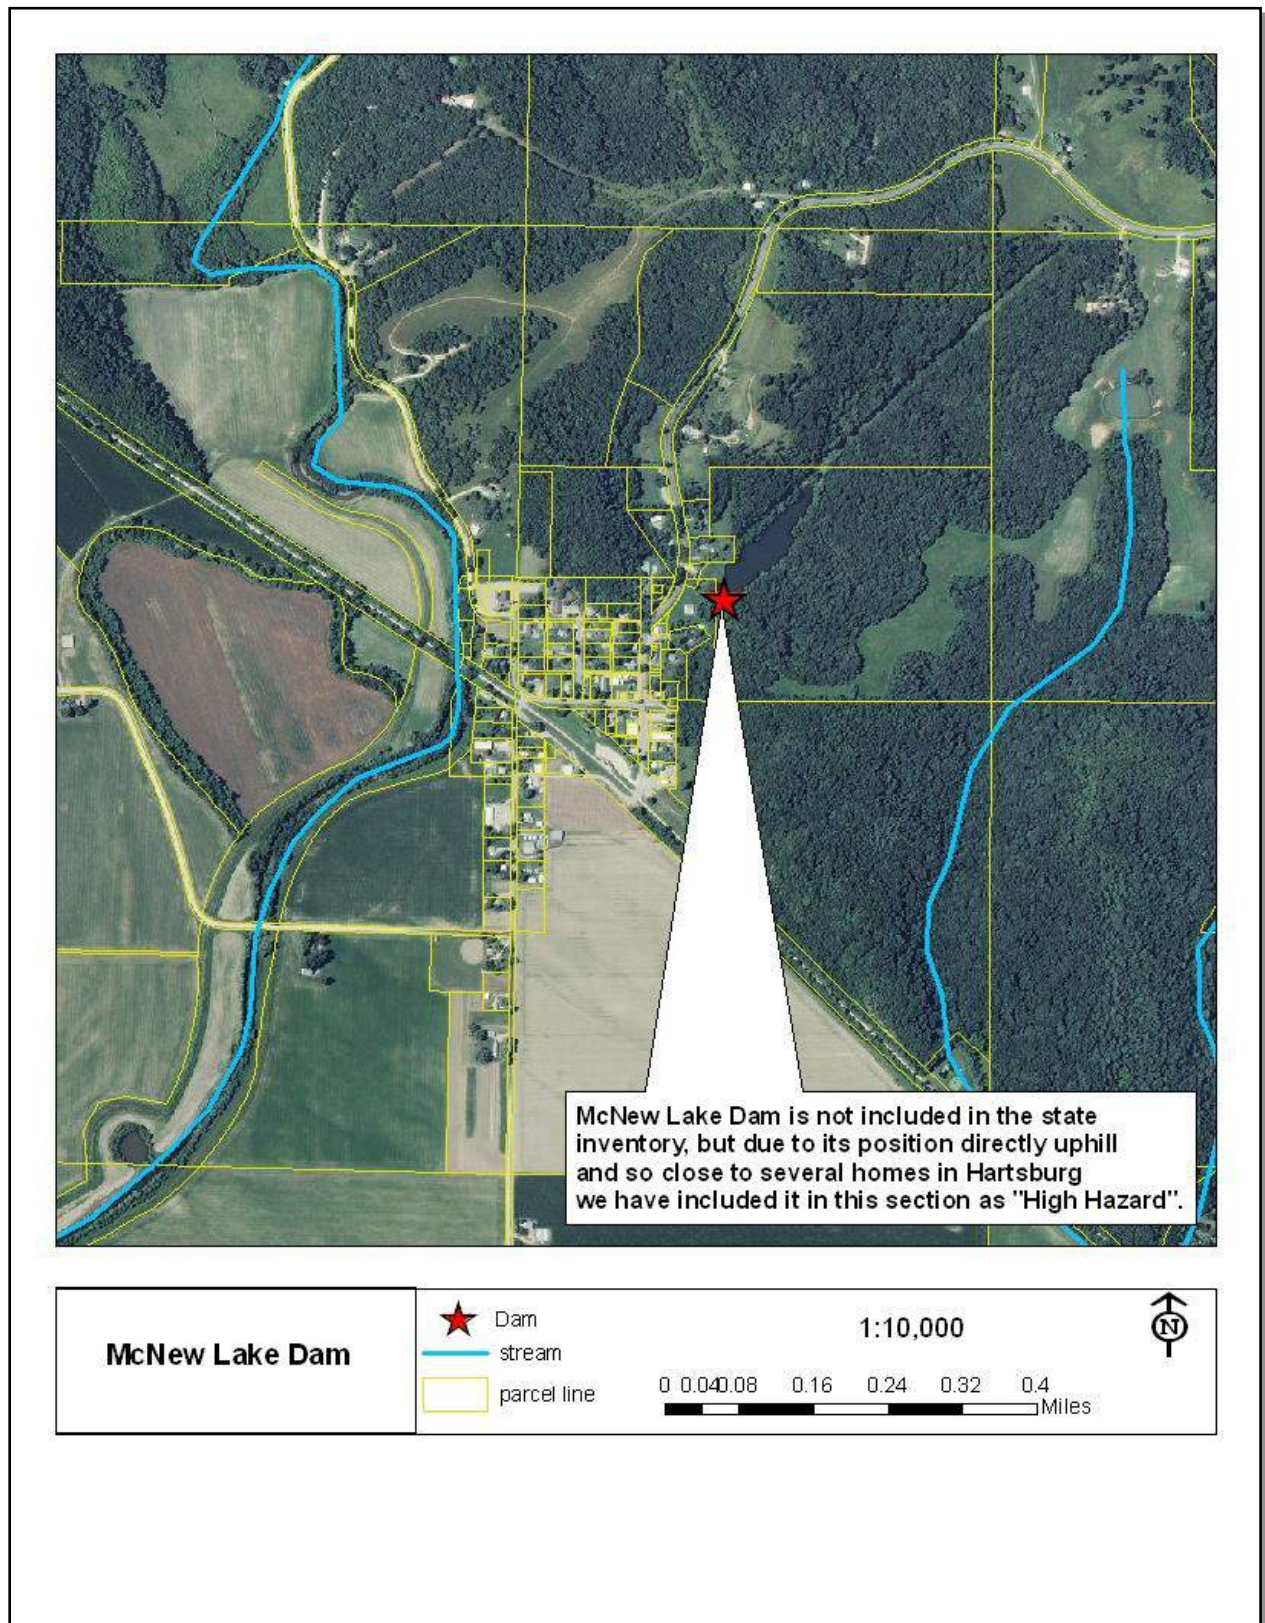 McNew Lake Dam is not included in the state
inventory, but due to its position directly uphill
and so close to several homes in Hartsburg
we have included it in this section as "High Hazard".
McNew Lake Dam
Dam
stream
parcel line
1:10,000
0 0.04 0.08 0.16 0.24 0.32 0.4
Miles
N